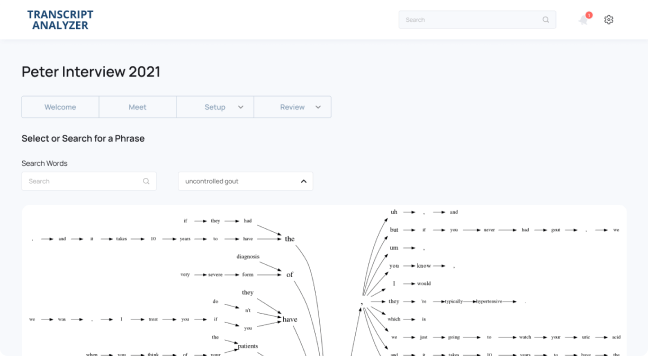 TRANSCRIPT
ANALYZER
Search
1
Peter Interview 2021
Welcome
Meet
Setup
Review
Select or Search for a Phrase
Search Words
Search
uncontrolled gout
if they had
, and it takes 10 years to have the
diagnosis
very severe form of
they
do n't
we was , I treat you if have
you
the
patients
when you think of your
uh , and
but if you never had gout , we
um ,
you know ,
I would
,
they 're typically hypertensive .
which is
we just going to watch your uric acid
and it takes 10 years to have the